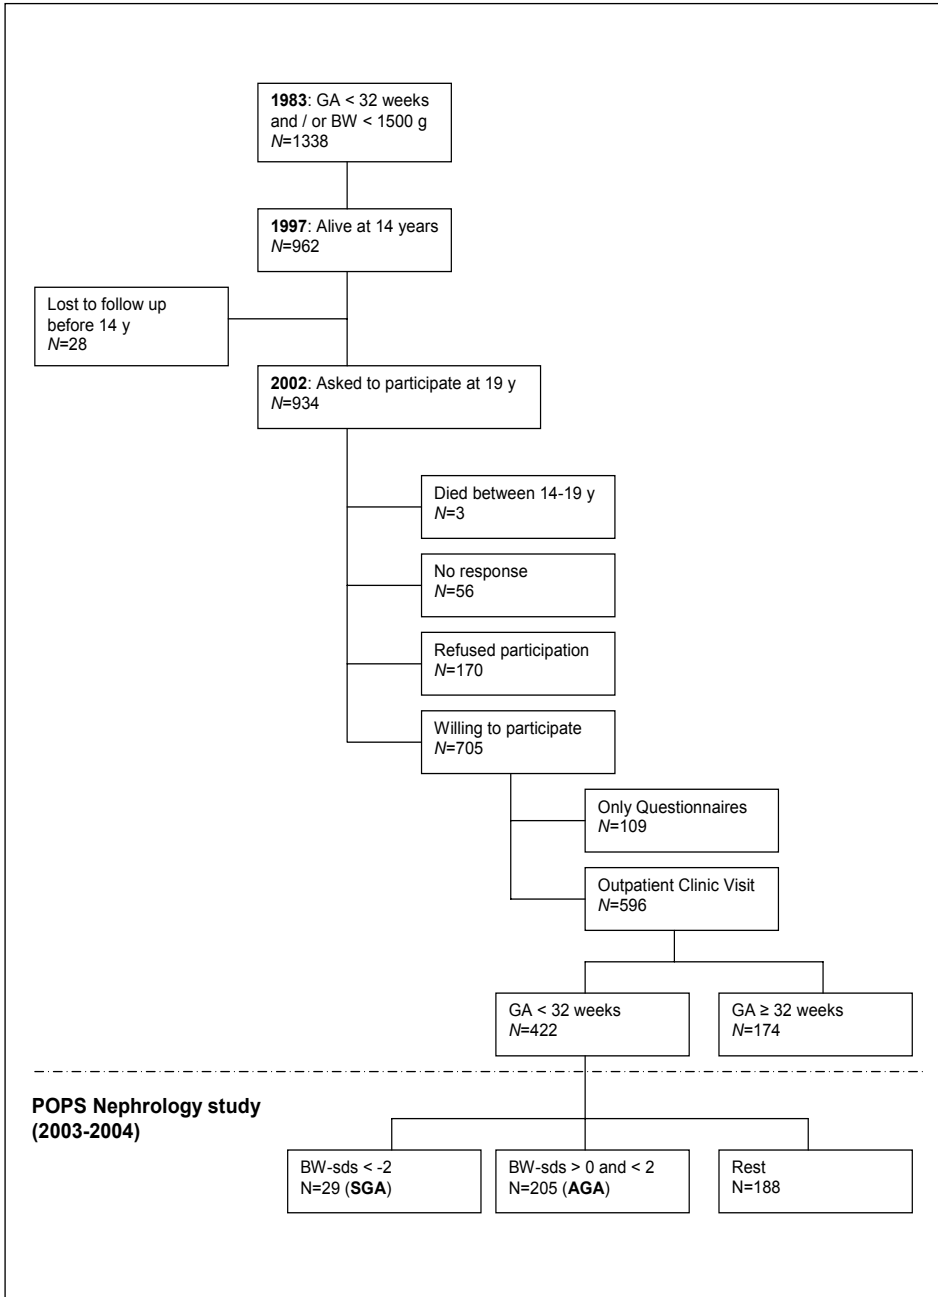 1983: GA < 32 weeks
and / or BW < 1500 g
N=1338
1997: Alive at 14 years
N=962
Lost to follow up
before 14 y
N=28
2002: Asked to participate at 19 y
N=934
Died between 14-19 y
N=3
No response
N=56
Refused participation
N=170
Willing to participate
N=705
Only Questionnaires
N=109
Outpatient Clinic Visit
N=596
GA < 32 weeks
N=422
GA ≥ 32 weeks
N=174
POPS Nephrology study
(2003-2004)
BW-sds < -2
N=29 (SGA)
BW-sds > 0 and < 2
N=205 (AGA)
Rest
N=188